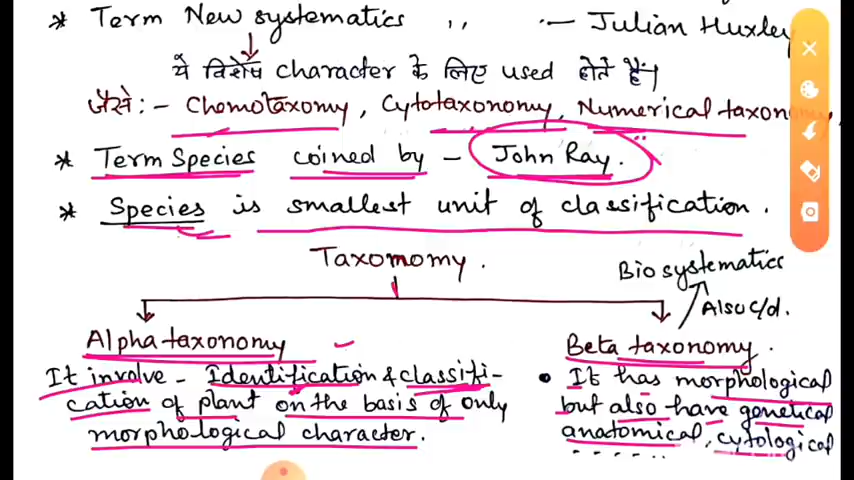 * Term New systematics ,, — Julian Huxley
ये विशेष character के लिए used होते हैं।
जैसे:- Chemotaxomy, Cytotaxonomy, Numerical taxonomy,
* Term Species coined by - John Ray.
* Species is smallest unit of classification.
Taxomomy.
Bio systematics
Also c/d.
Alpha taxonomy
Beta taxonomy.
It involve - Identification & classifi-
cation of plant on the basis of only
morphological character.
• It has morphological
but also have genetical
anatomical, cytological